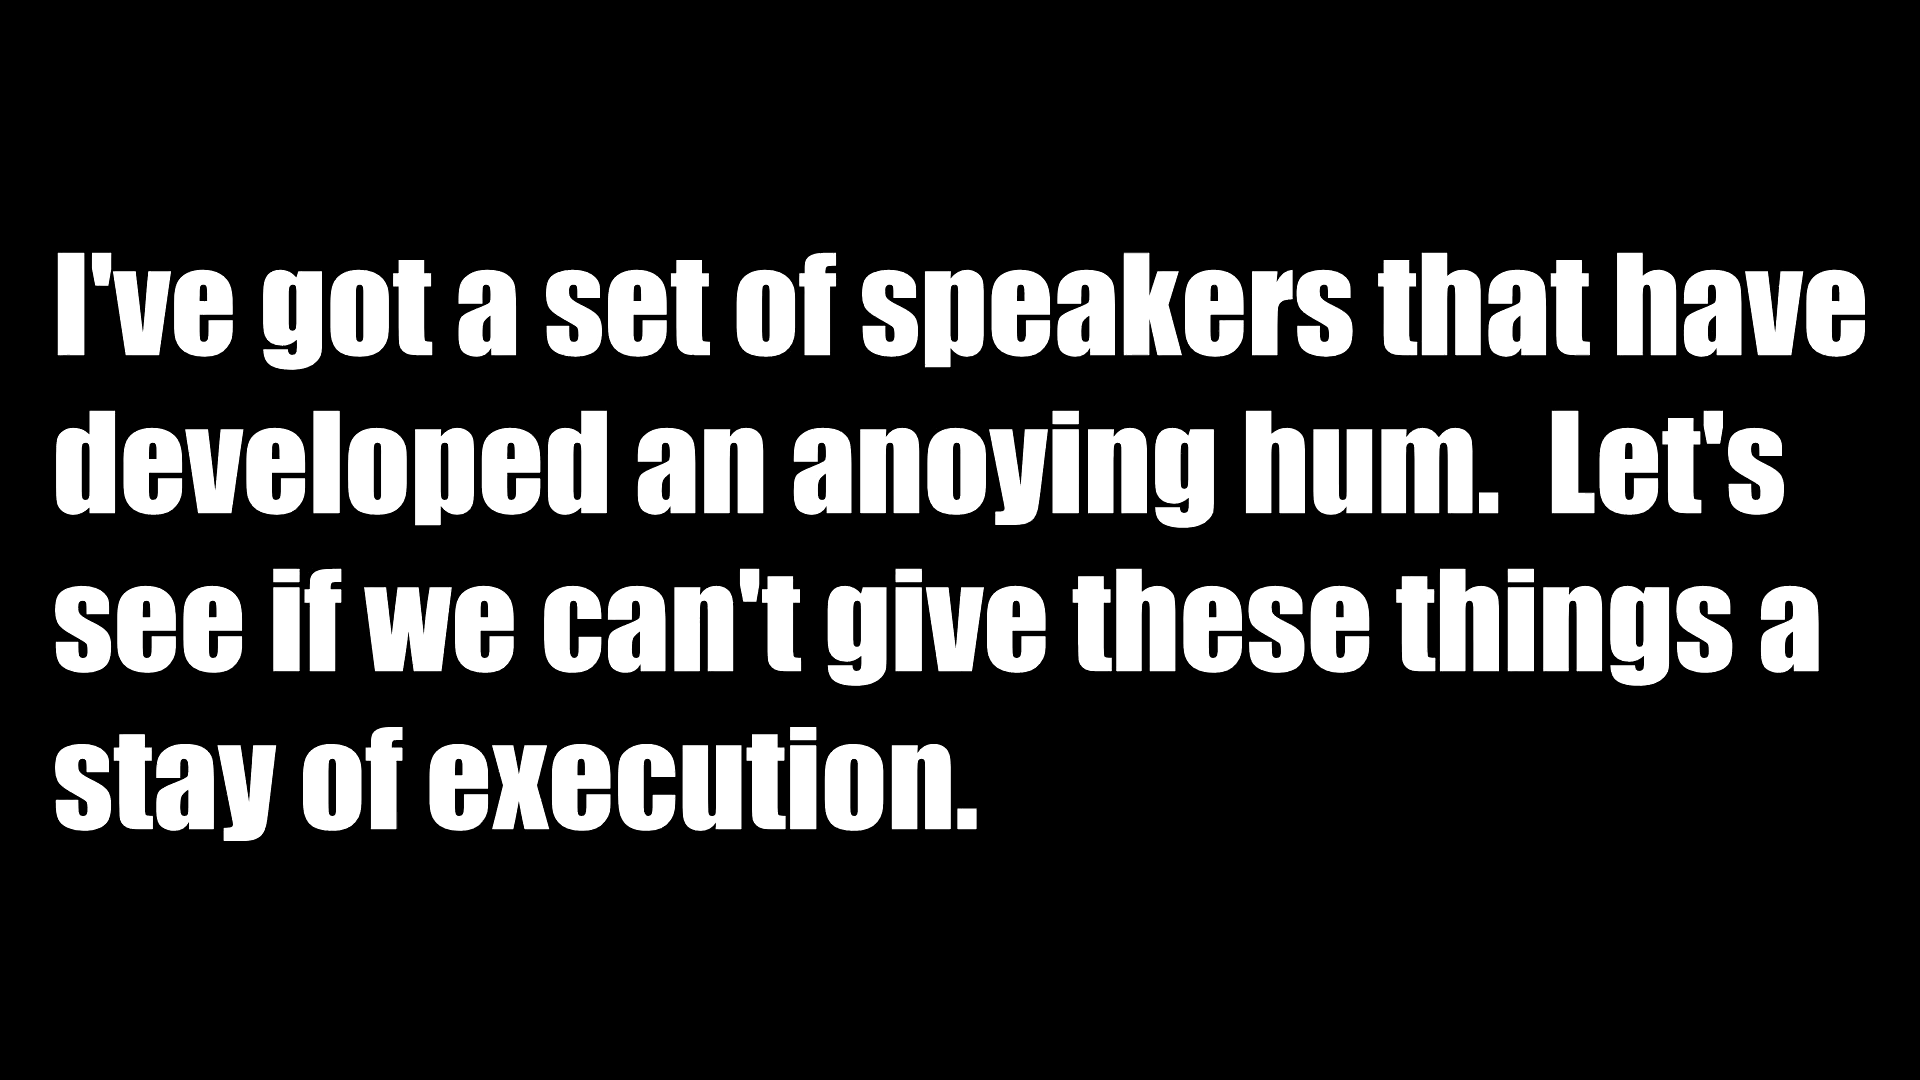 I've got a set of speakers that have
developed an anoying hum.  Let's
see if we can't give these things a
stay of execution.